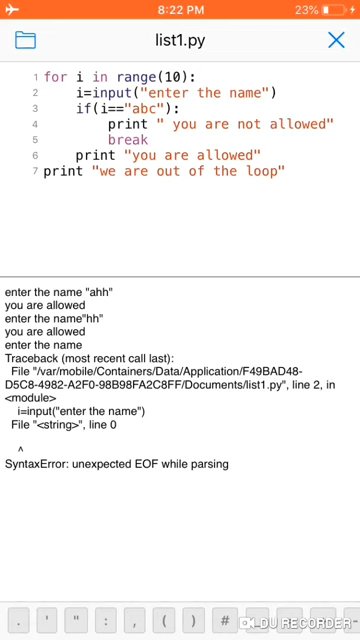 8:22 PM
23%
list1.py
1 for i in range(10):
2 i=input("enter the name")
3 if(i=="abc"):
4 print " you are not allowed"
5 break
6 print "you are allowed"
7 print "we are out of the loop"
enter the name "ahh"
you are allowed
enter the name"hh"
you are allowed
enter the name
Traceback (most recent call last):
File "/var/mobile/Containers/Data/Application/F49BAD48-
D5C8-4982-A2F0-98B98FA2C8FF/Documents/list1.py", line 2, in
<module>
i=input("enter the name")
File "<string>", line 0
^
SyntaxError: unexpected EOF while parsing
. ' " : , ( ) #
DU RECORDER